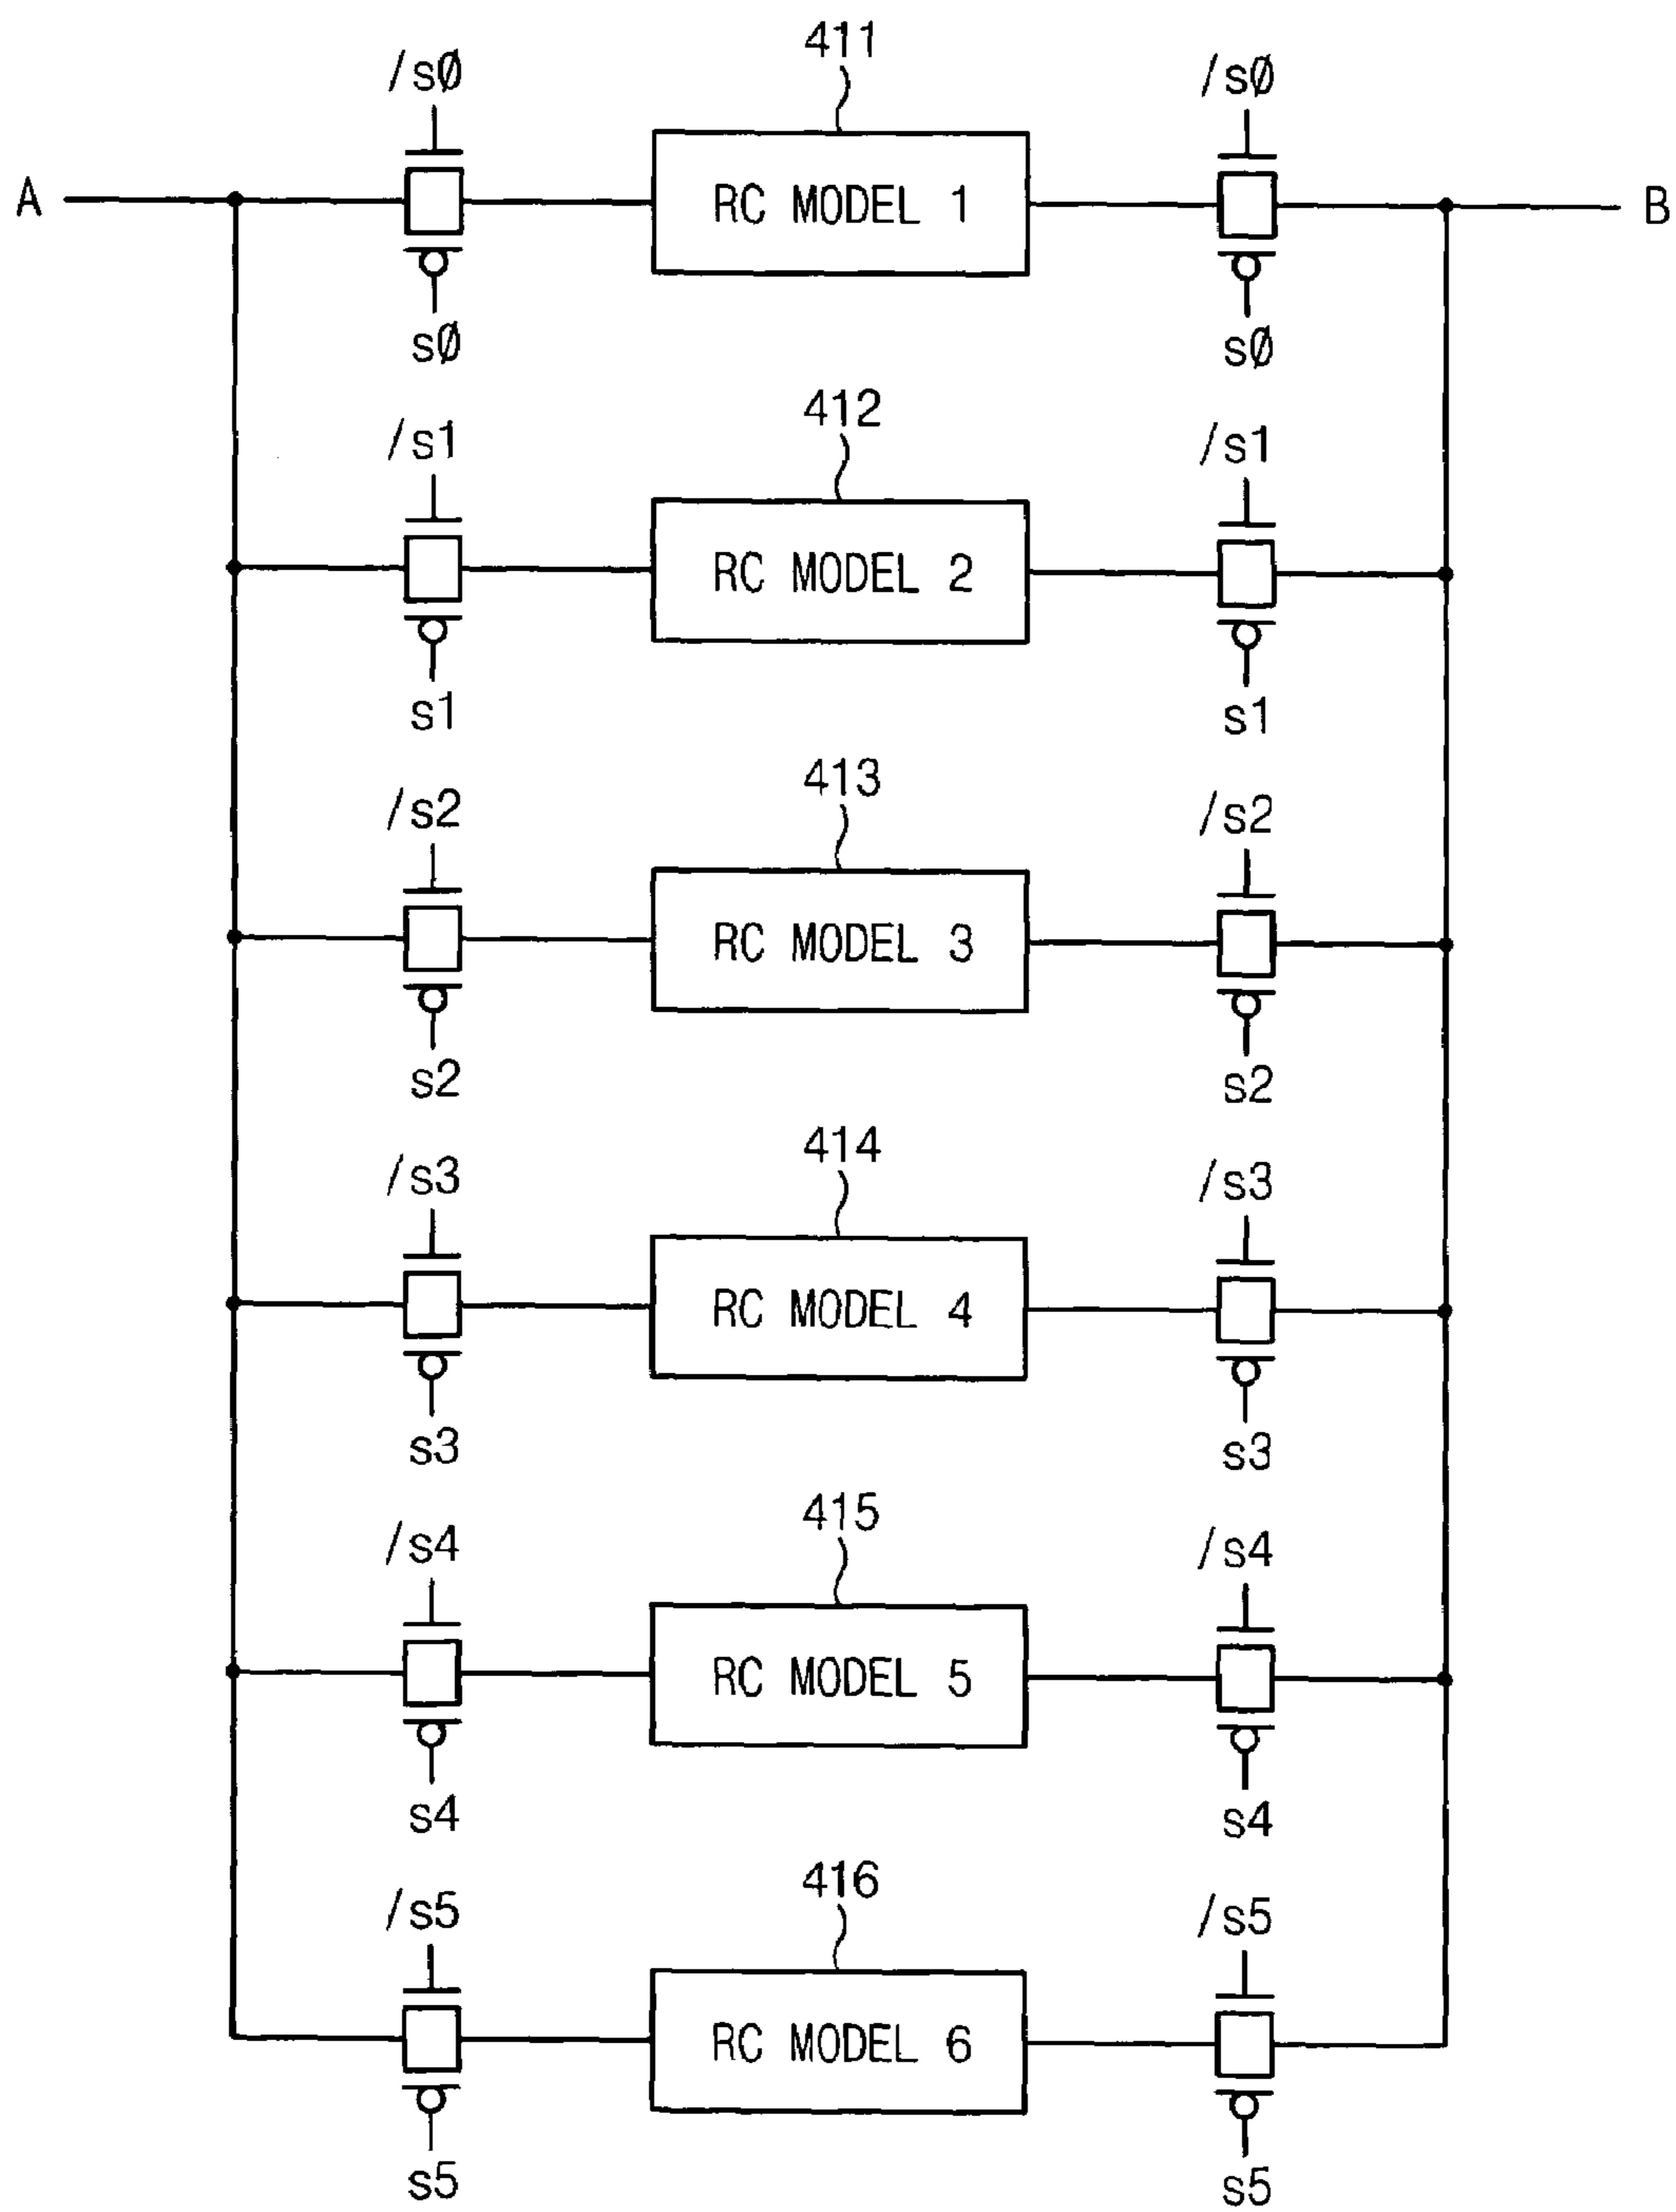 411
/sØ /sØ
A RC MODEL 1 B
sØ sØ
412
/s1 /s1
RC MODEL 2
s1 s1
413
/s2 /s2
RC MODEL 3
s2 s2
414
/s3 /s3
RC MODEL 4
s3 s3
415
/s4 /s4
RC MODEL 5
s4 s4
416
/s5 /s5
RC MODEL 6
s5 s5